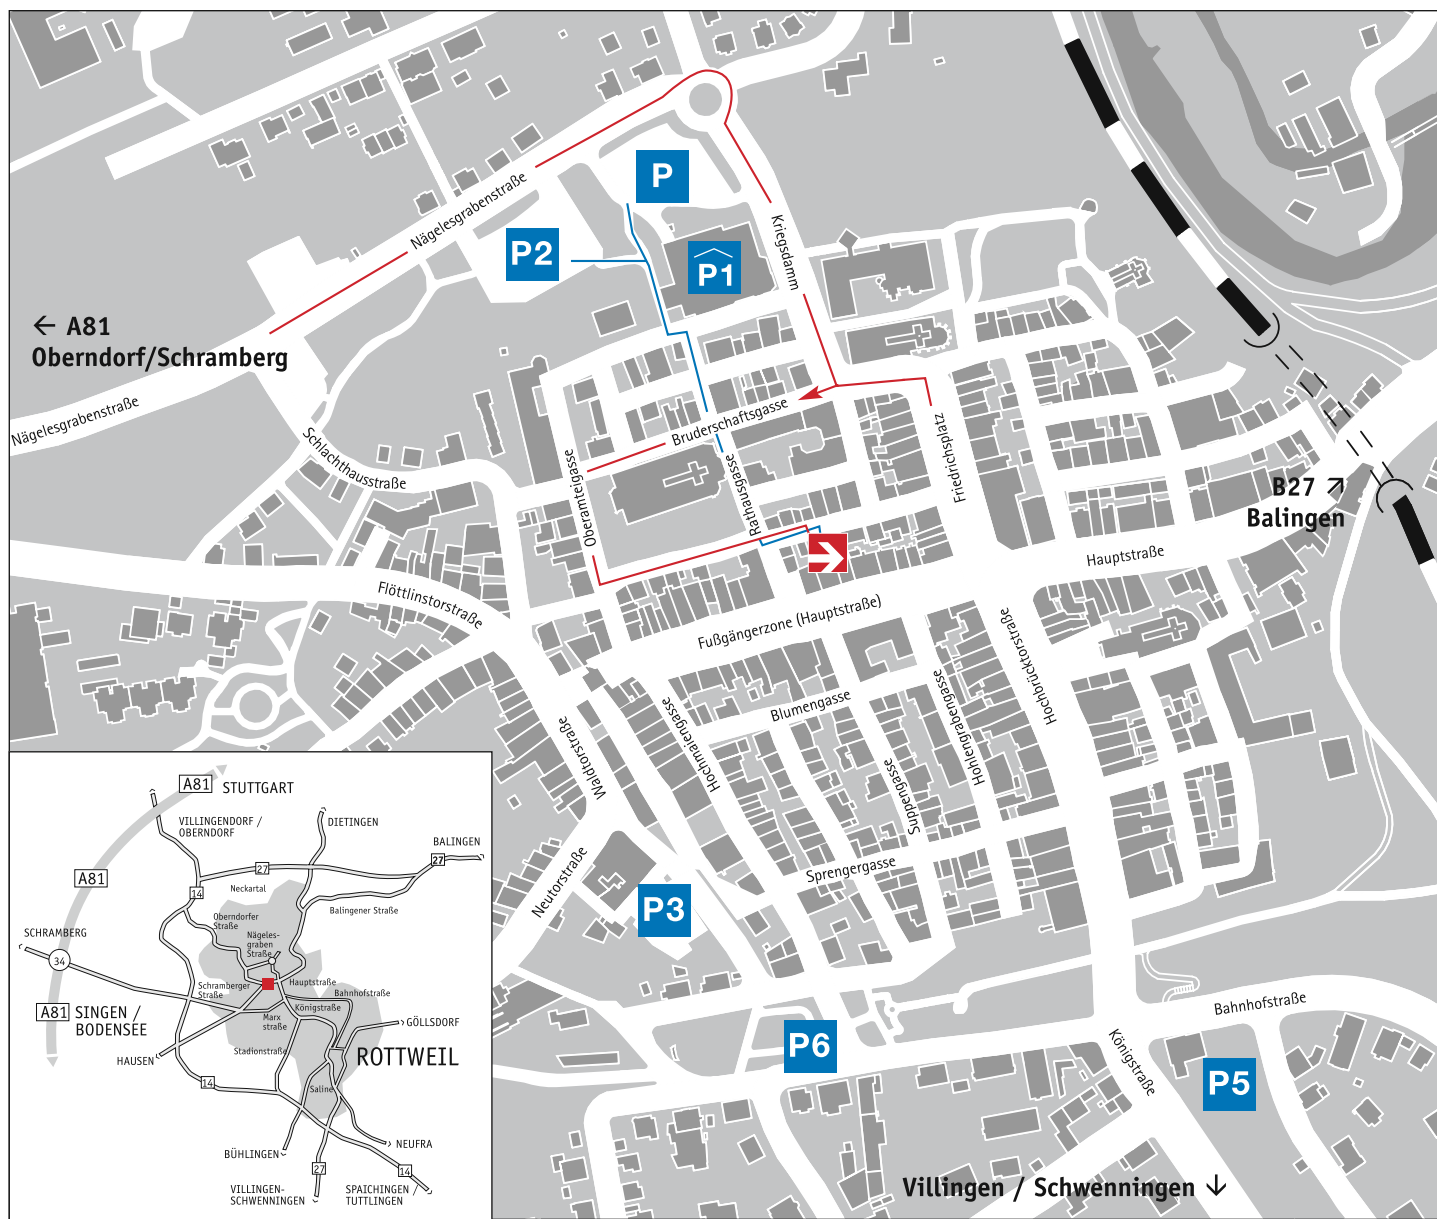 P
P2
P1
Nägelesgrabenstraße
Kriegsdamm
← A81
Oberndorf/Schramberg
Nägelesgrabenstraße
Schlachthausstraße
Bruderschaftsgasse
Oberamteigasse
Rathausgasse
Friedrichsplatz
B27 ↗
Balingen
Hauptstraße
Flöttlinstorstraße
Fußgängerzone (Hauptstraße)
Hochbrücktorstraße
Blumengasse
Hohlengrabengasse
Hochmaiengasse
Waldtorstraße
Suppengasse
Sprengergasse
Neutorstraße
P3
P6
Bahnhofstraße
Königstraße
P5
Villingen / Schwenningen ↓
A81
STUTTGART
VILLINGENDORF /
OBERNDORF
DIETINGEN
BALINGEN
27
27
A81
14
Neckartal
Balingener Straße
Oberndorfer
Straße
Nägeles-
graben
Straße
SCHRAMBERG
34
Schramberger
Straße
Hauptstraße
Bahnhofstraße
Königstraße
Marx
straße
A81
SINGEN /
BODENSEE
GÖLLSDORF
Stadionstraße
ROTTWEIL
HAUSEN
14
Saline
NEUFRA
BÜHLINGEN
27
14
VILLINGEN-
SCHWENNINGEN
SPAICHINGEN /
TUTTLINGEN